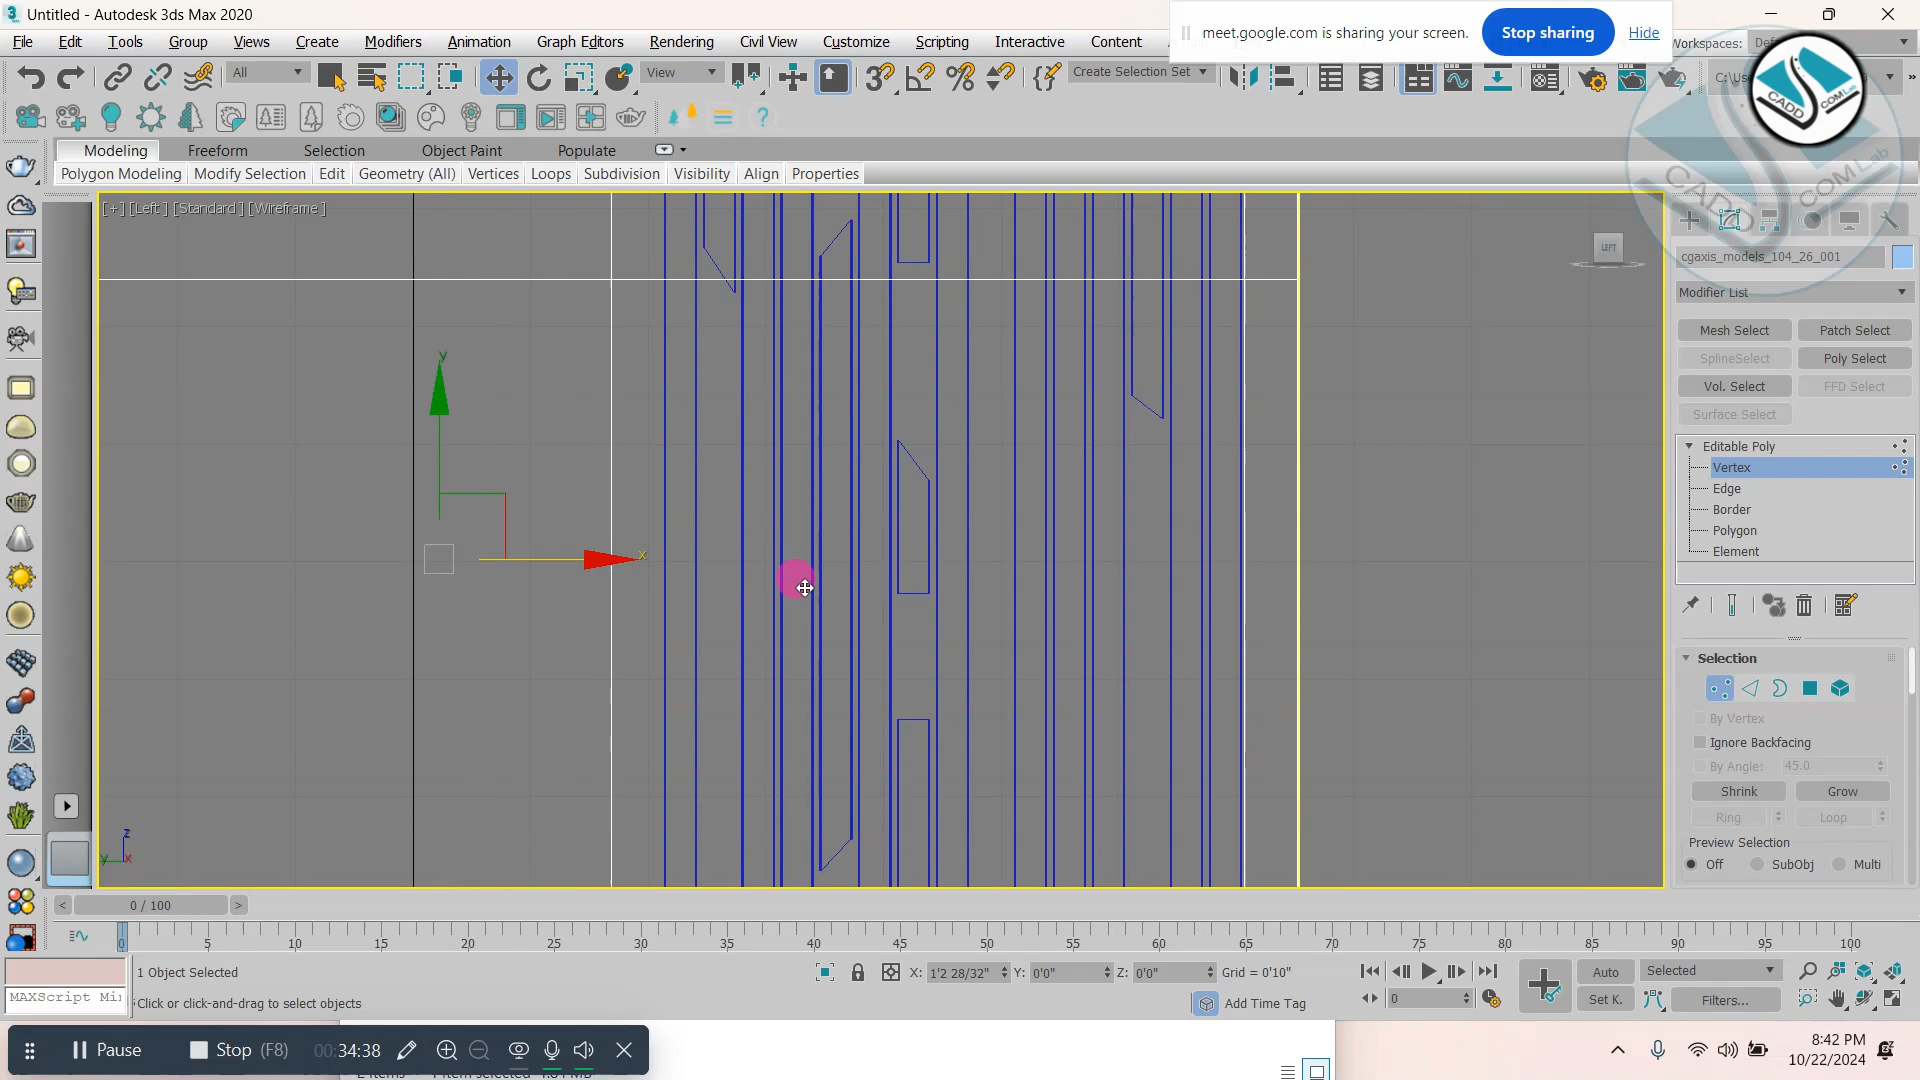 Untitled - Autodesk 3ds Max 2020
meet.google.com is sharing your screen. Stop sharing Hide
File Edit Tools Group Views Create Modifiers Animation Graph Editors Rendering Civil View Customize Scripting Interactive Content
Workspaces:
All View Create Selection Set
CADD COM Lab
Modeling Freeform Selection Object Paint Populate
Polygon Modeling Modify Selection Edit Geometry (All) Vertices Loops Subdivision Visibility Align Properties
[+] [Left] [Standard] [Wireframe]
LEFT
cgaxis_models_104_26_001
Modifier List
Mesh Select Patch Select
SplineSelect Poly Select
Vol. Select FFD Select
Surface Select
Editable Poly
Vertex
Edge
Border
Polygon
Element
y
x
Selection
By Vertex
Ignore Backfacing
By Angle: 45.0
Shrink Grow
Ring Loop
Preview Selection
Off SubObj Multi
z
y x
< 0 / 100 >
0 5 10 15 20 25 30 35 40 45 50 55 60 65 70 75 80 85 90 95 100
1 Object Selected X: 1'2 28/32" Y: 0'0" Z: 0'0" Grid = 0'10" Auto Selected
MAXScript Mi Click or click-and-drag to select objects Add Time Tag 0 Set K. Filters...
Pause Stop (F8) 00:34:38
8:42 PM
10/22/2024